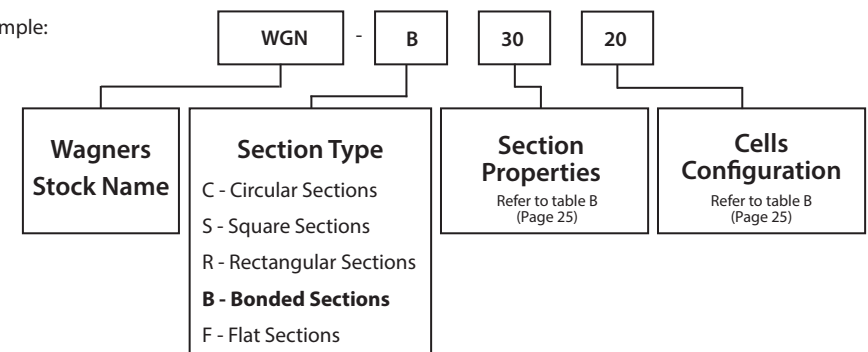 mple:
WGN - B 30 20
Wagners
Stock Name
Section Type
C - Circular Sections
S - Square Sections
R - Rectangular Sections
B - Bonded Sections
F - Flat Sections
Section
Properties
Refer to table B
(Page 25)
Cells
Configuration
Refer to table B
(Page 25)